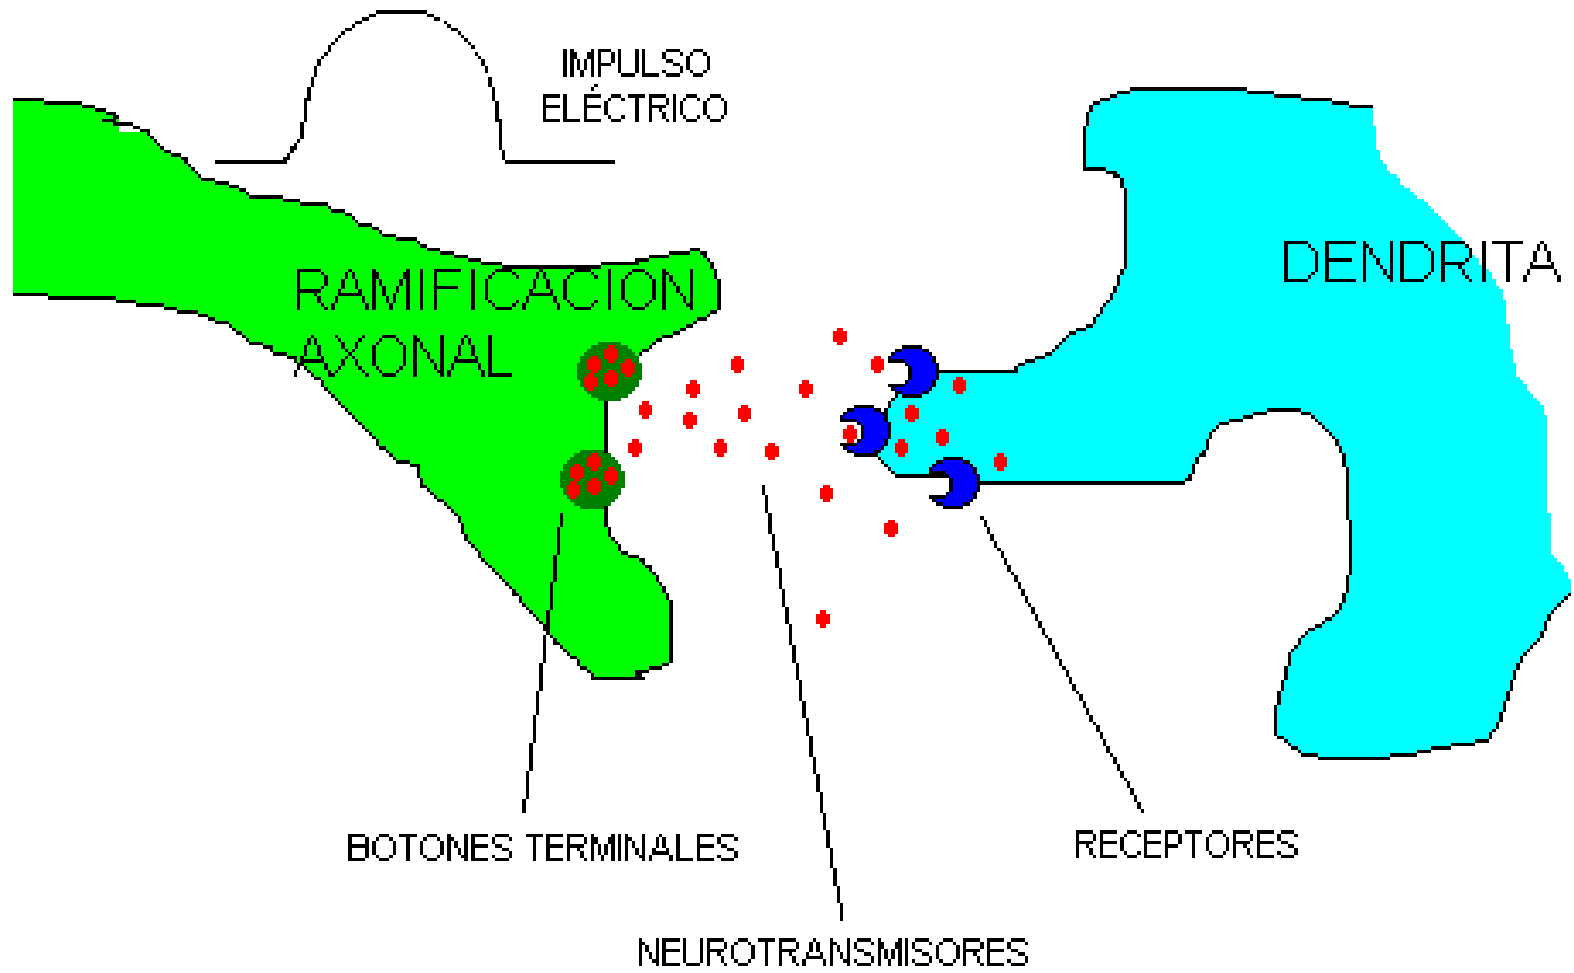 IMPULSO
ELÉCTRICO
DENDRITA
RAMIFICACION
AXONAL
BOTONES TERMINALES
RECEPTORES
NEUROTRANSMISORES